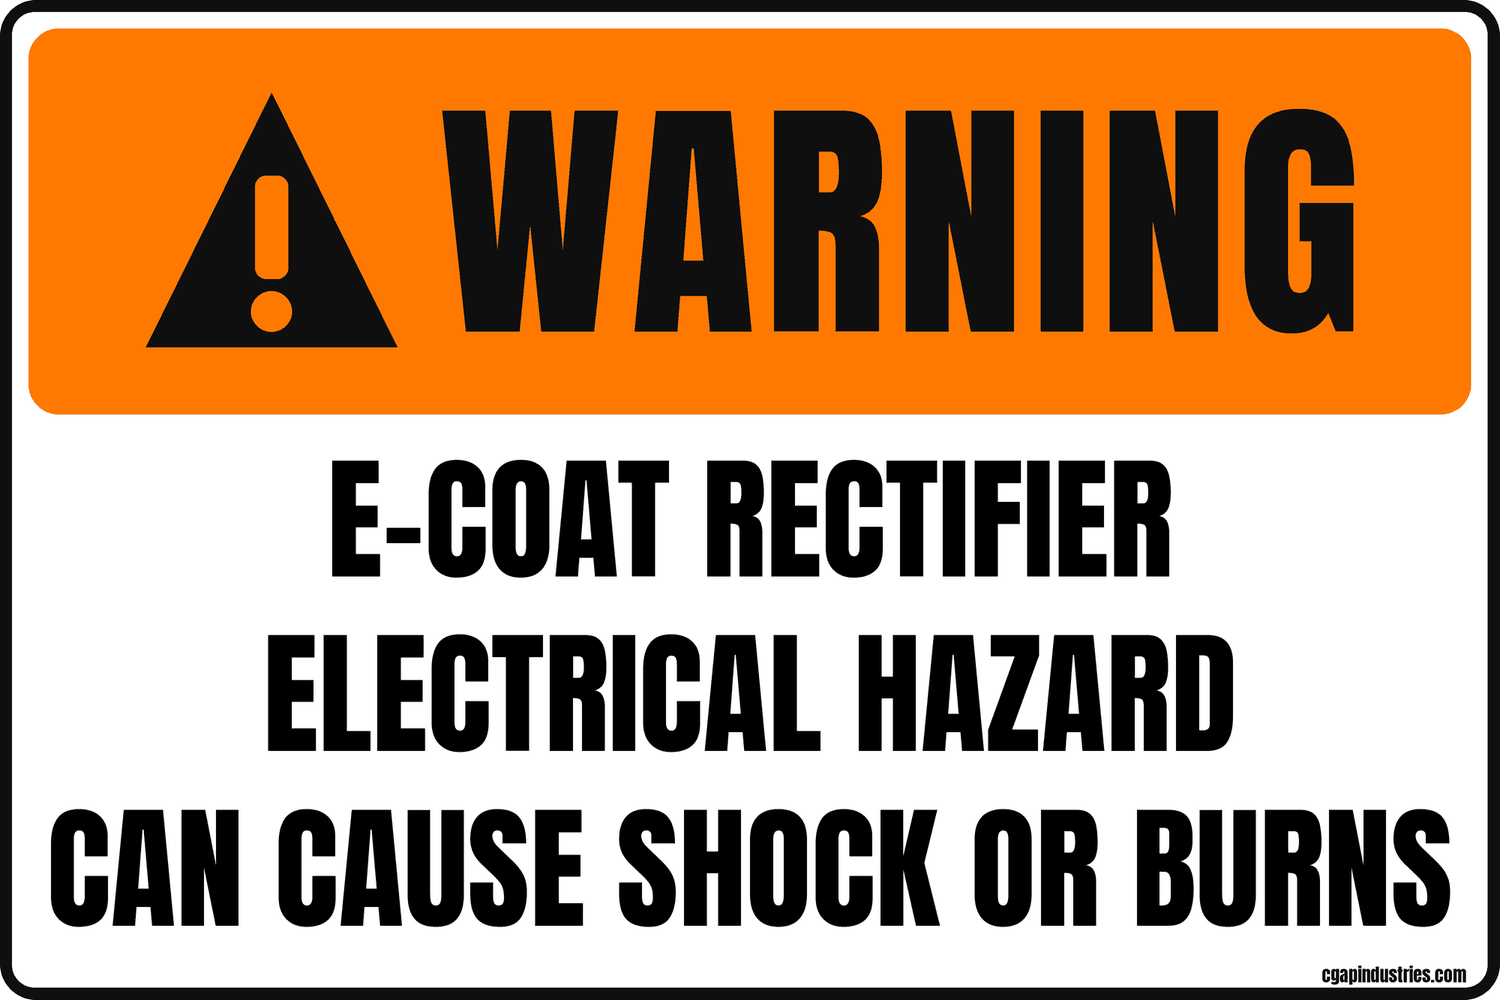 WARNING
E-COAT RECTIFIER
ELECTRICAL HAZARD
CAN CAUSE SHOCK OR BURNS
cgapindustries.com